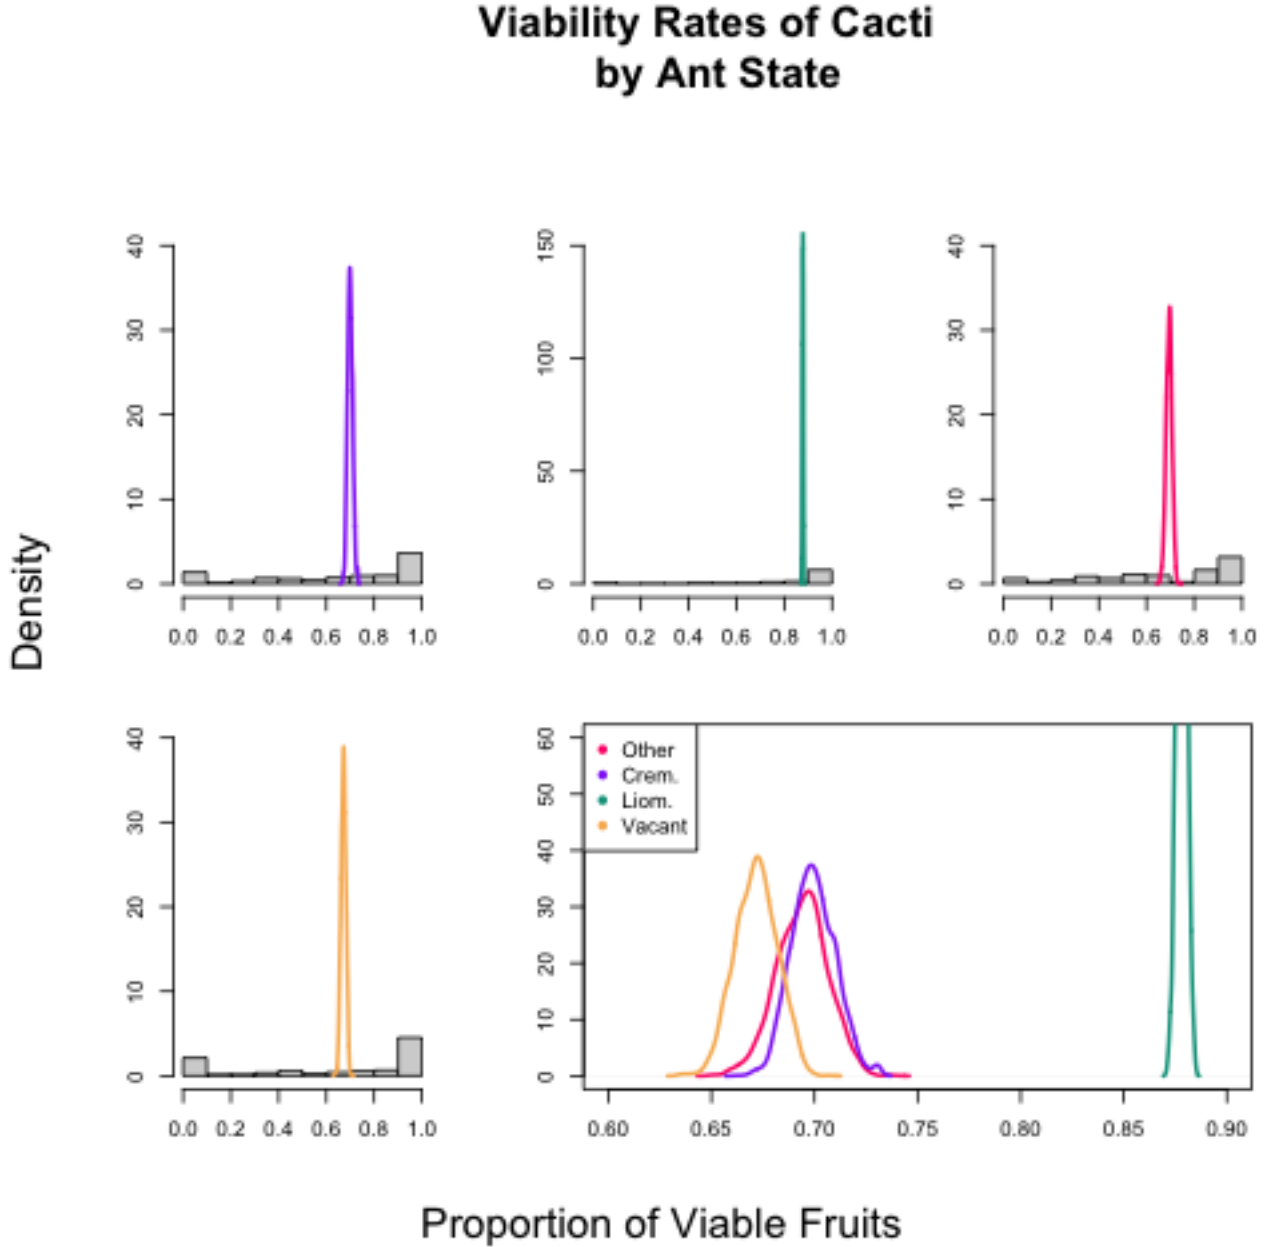 Viability Rates of Cacti
by Ant State
Density
40
30
20
10
0
0.0 0.2 0.4 0.6 0.8 1.0
150
100
50
0
0.0 0.2 0.4 0.6 0.8 1.0
40
30
20
10
0
0.0 0.2 0.4 0.6 0.8 1.0
40
30
20
10
0
0.0 0.2 0.4 0.6 0.8 1.0
60
50
40
30
20
10
0
Other
Crem.
Liom.
Vacant
0.60 0.65 0.70 0.75 0.80 0.85 0.90
Proportion of Viable Fruits